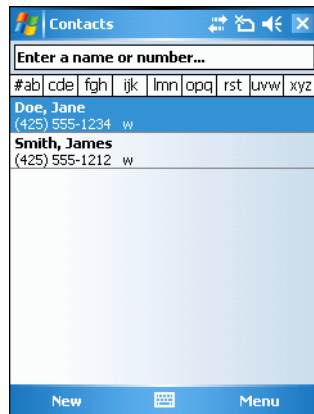 Contacts
Enter a name or number...
#ab cde fgh ijk lmn opq rst uvw xyz
Doe, Jane
(425) 555-1234 w
Smith, James
(425) 555-1212 w
New Menu